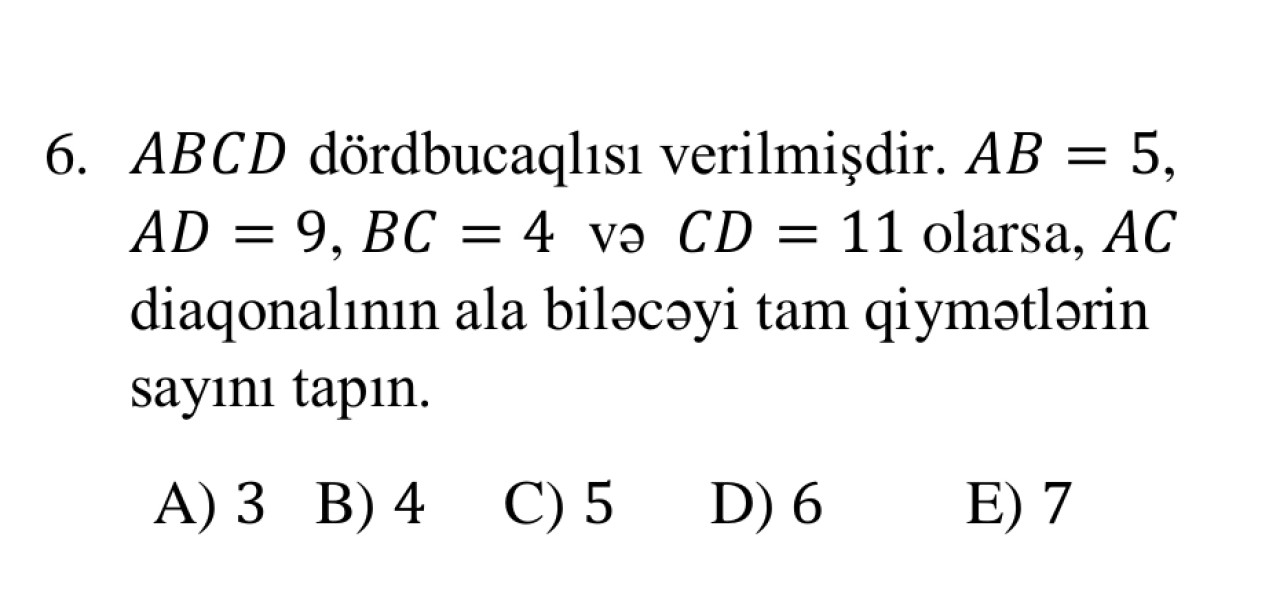 6. ABCD dördbucaqlısı verilmişdir. AB = 5,
AD = 9, BC = 4 və CD = 11 olarsa, AC
diaqonalının ala biləcəyi tam qiymətlərin
sayını tapın.
A) 3 B) 4 C) 5 D) 6 E) 7